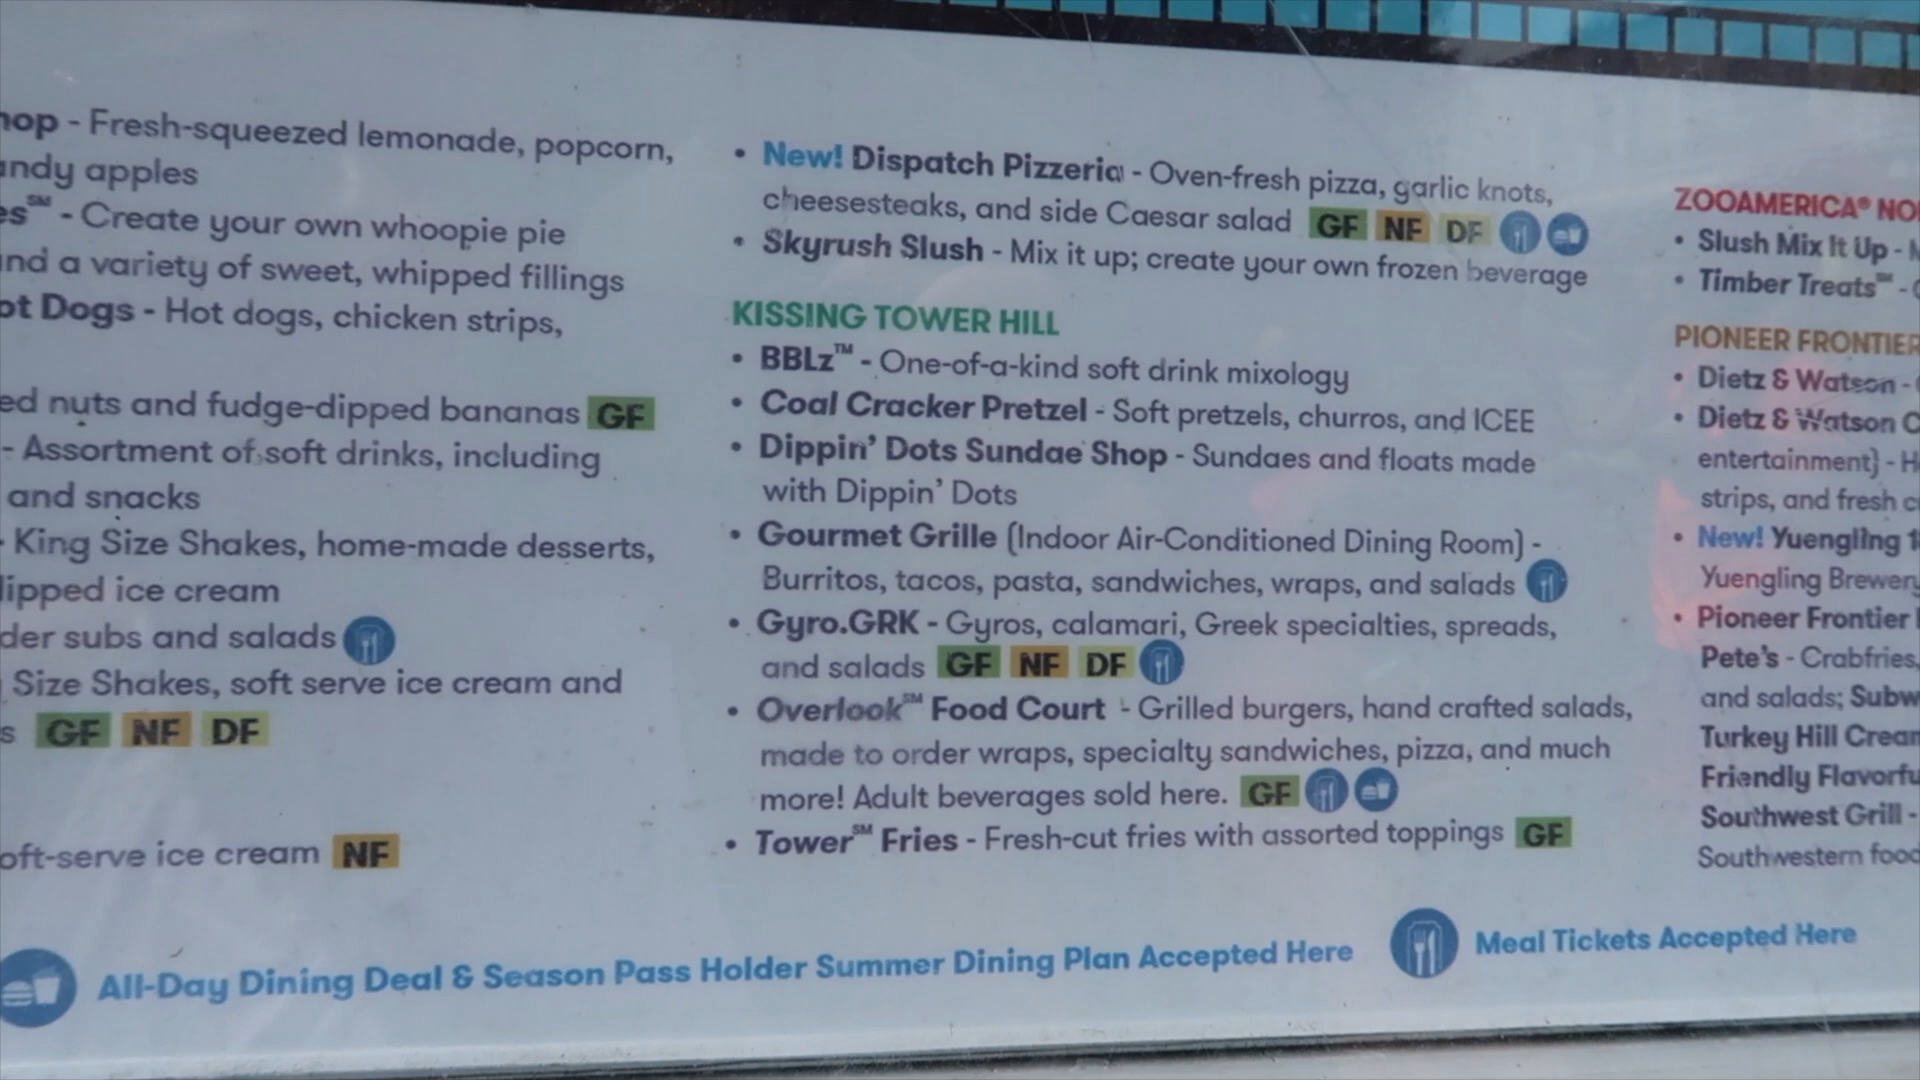 - Fresh-squeezed lemonade, popcorn,
apples
- Create your own whoopie pie
and a variety of sweet, whipped fillings
Dogs - Hot dogs, chicken strips,
nuts and fudge-dipped bananas GF
- Assortment of soft drinks, including
and snacks
King Size Shakes, home-made desserts,
ice cream
subs and salads
Size Shakes, soft serve ice cream and
GF NF DF
ice cream NF
• New! Dispatch Pizzeria - Oven-fresh pizza, garlic knots,
cheesesteaks, and side Caesar salad GF NF DF
• Skyrush Slush - Mix it up; create your own frozen beverage
KISSING TOWER HILL
• BBLz™ - One-of-a-kind soft drink mixology
• Coal Cracker Pretzel - Soft pretzels, churros, and ICEE
• Dippin' Dots Sundae Shop - Sundaes and floats made
with Dippin' Dots
• Gourmet Grille (Indoor Air-Conditioned Dining Room) -
Burritos, tacos, pasta, sandwiches, wraps, and salads
• Gyro.GRK - Gyros, calamari, Greek specialties, spreads,
and salads GF NF DF
• Overlook℠ Food Court - Grilled burgers, hand crafted salads,
made to order wraps, specialty sandwiches, pizza, and much
more! Adult beverages sold here. GF
• Tower℠ Fries - Fresh-cut fries with assorted toppings GF
ZOOAMERICA®
• Slush Mix It Up -
• Timber Treats℠ -
PIONEER FRONTIER
• Dietz & Watson -
• Dietz & Watson
entertainment) -
strips, and fresh
• New! Yuengling
Yuengling Brewery
• Pioneer Frontier
Pete's - Crabfries,
and salads;
Turkey Hill
Friendly
Southwest Grill -
Southwestern food
All-Day Dining Deal & Season Pass Holder Summer Dining Plan Accepted Here
Meal Tickets Accepted Here